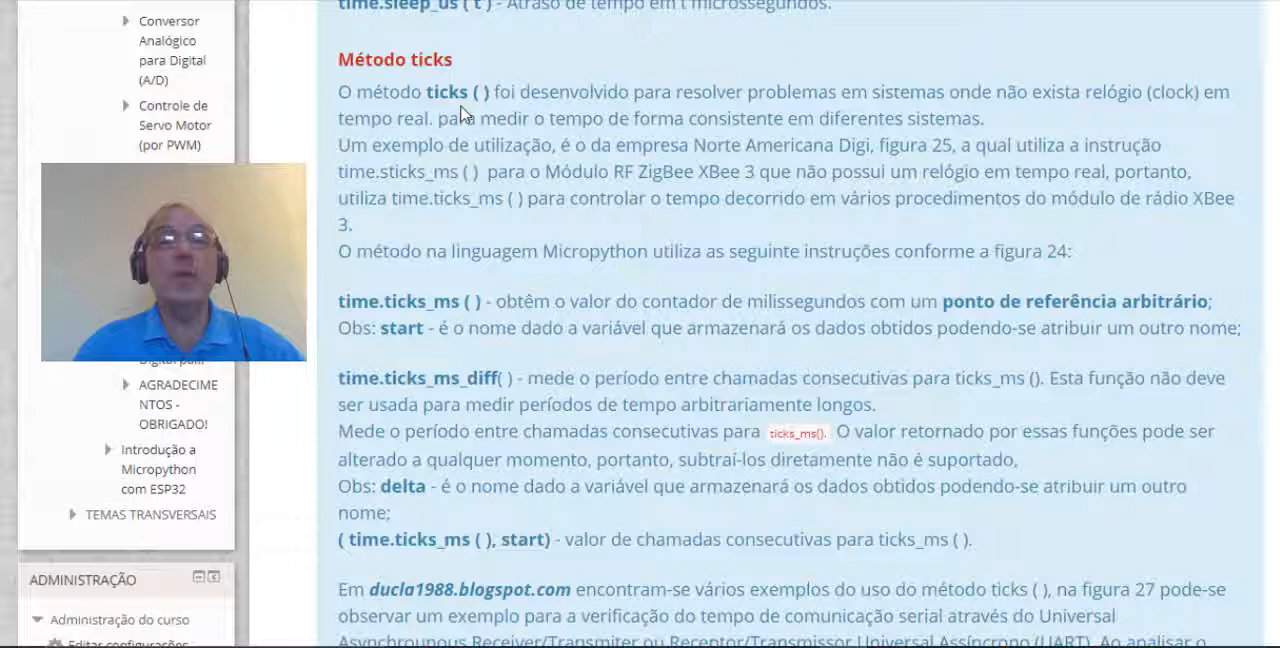 Conversor
Analógico
para Digital
(A/D)
Controle de
Servo Motor
(por PWM)
AGRADECIME
NTOS -
OBRIGADO!
Introdução a
Micropython
com ESP32
TEMAS TRANSVERSAIS
ADMINISTRAÇÃO
Administração do curso
Editar configurações
time.sleep_us ( t ) - Atraso de tempo em t microssegundos.
Método ticks
O método ticks ( ) foi desenvolvido para resolver problemas em sistemas onde não exista relógio (clock) em
tempo real. para medir o tempo de forma consistente em diferentes sistemas.
Um exemplo de utilização, é o da empresa Norte Americana Digi, figura 25, a qual utiliza a instrução
time.sticks_ms ( ) para o Módulo RF ZigBee XBee 3 que não possui um relógio em tempo real, portanto,
utiliza time.ticks_ms ( ) para controlar o tempo decorrido em vários procedimentos do módulo de rádio XBee
3.
O método na linguagem Micropython utiliza as seguinte instruções conforme a figura 24:
time.ticks_ms ( ) - obtêm o valor do contador de milissegundos com um ponto de referência arbitrário;
Obs: start - é o nome dado a variável que armazenará os dados obtidos podendo-se atribuir um outro nome;
time.ticks_ms_diff( ) - mede o período entre chamadas consecutivas para ticks_ms (). Esta função não deve
ser usada para medir períodos de tempo arbitrariamente longos.
Mede o período entre chamadas consecutivas para ticks_ms(). O valor retornado por essas funções pode ser
alterado a qualquer momento, portanto, subtraí-los diretamente não é suportado,
Obs: delta - é o nome dado a variável que armazenará os dados obtidos podendo-se atribuir um outro
nome;
( time.ticks_ms ( ), start) - valor de chamadas consecutivas para ticks_ms ( ).
Em ducla1988.blogspot.com encontram-se vários exemplos do uso do método ticks ( ), na figura 27 pode-se
observar um exemplo para a verificação do tempo de comunicação serial através do Universal
Asynchrounous Receiver/Transmiter ou Receptor/Transmissor Universal Assíncrono (UART). Ao analisar o